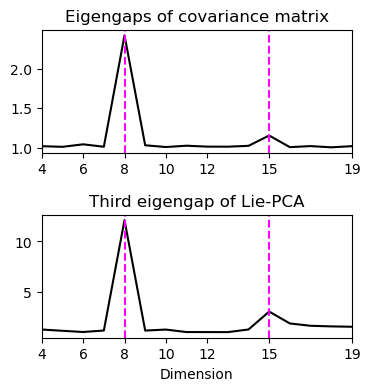 Eigengaps of covariance matrix
2.0
1.5
1.0
4 6 8 10 12 15 19
Third eigengap of Lie-PCA
10
5
4 6 8 10 12 15 19
Dimension